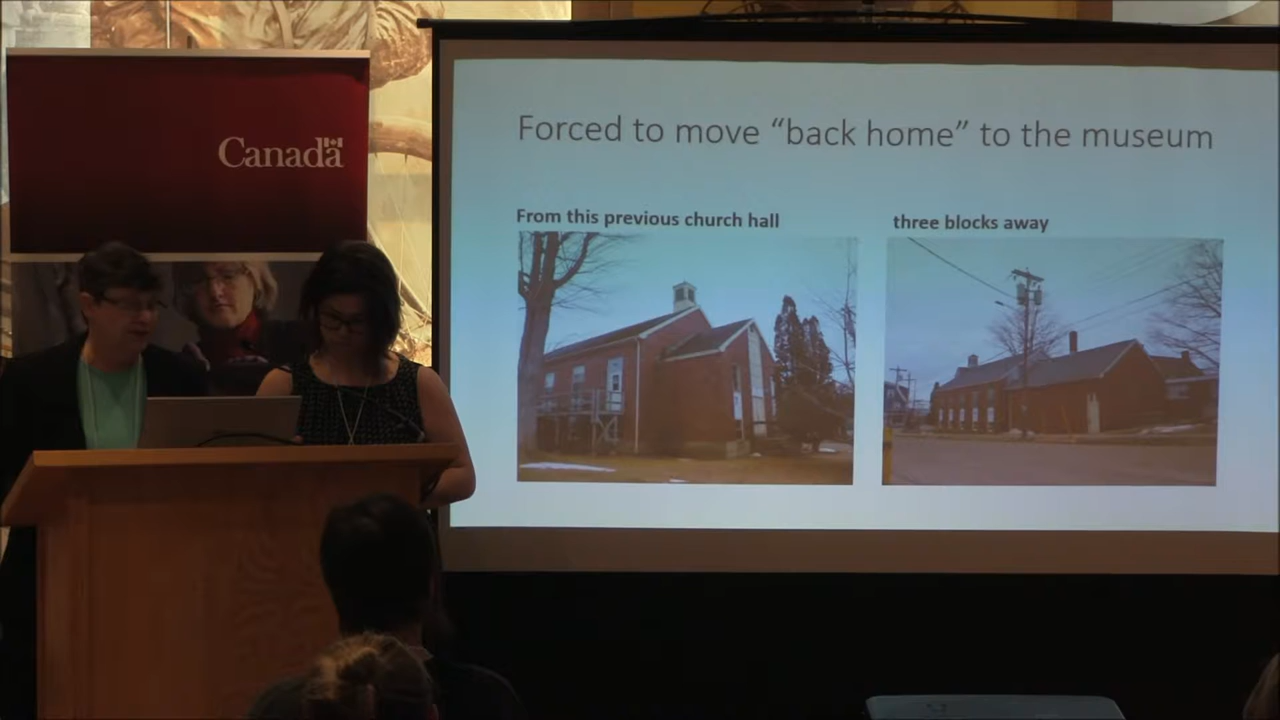 Canada
Forced to move “back home” to the museum
From this previous church hall
three blocks away